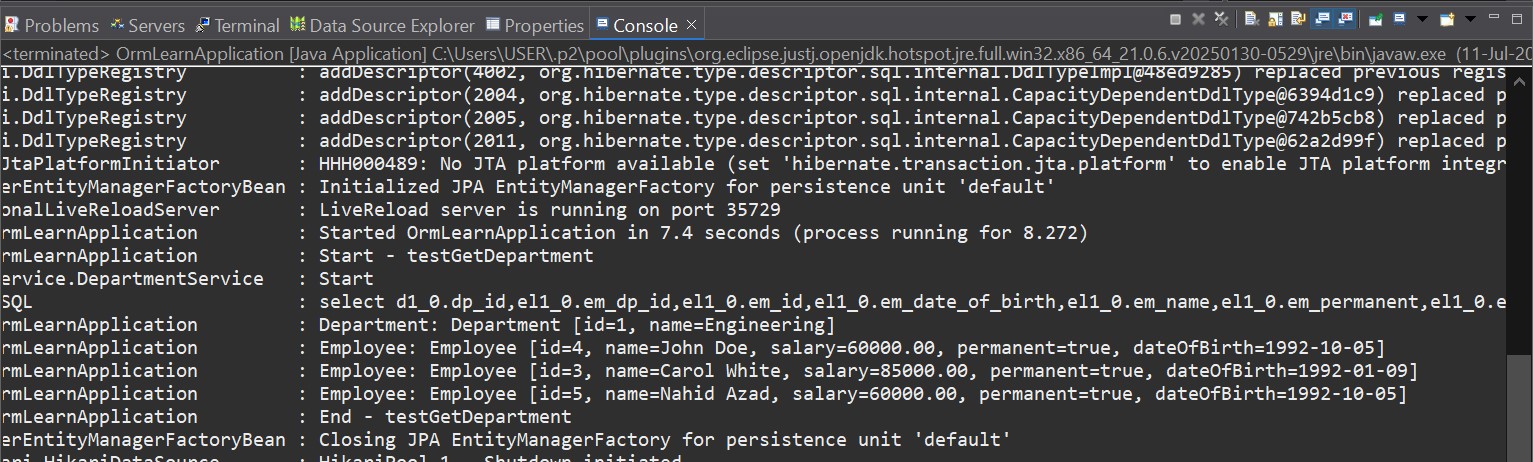 Problems Servers Terminal Data Source Explorer Properties Console
<terminated> OrmLearnApplication [Java Application] C:\Users\USER\.p2\pool\plugins\org.eclipse.justj.openjdk.hotspot.jre.full.win32.x86_64_21.0.6.v20250130-0529\jre\bin\javaw.exe (11-Jul-20
i.DdlTypeRegistry : addDescriptor(4002, org.hibernate.type.descriptor.sql.internal.DdlTypeImpl@48ed9285) replaced previous regis
i.DdlTypeRegistry : addDescriptor(2004, org.hibernate.type.descriptor.sql.internal.CapacityDependentDdlType@6394d1c9) replaced p
i.DdlTypeRegistry : addDescriptor(2005, org.hibernate.type.descriptor.sql.internal.CapacityDependentDdlType@742b5cb8) replaced p
i.DdlTypeRegistry : addDescriptor(2011, org.hibernate.type.descriptor.sql.internal.CapacityDependentDdlType@62a2d99f) replaced p
JtaPlatformInitiator : HHH000489: No JTA platform available (set 'hibernate.transaction.jta.platform' to enable JTA platform integr
erEntityManagerFactoryBean : Initialized JPA EntityManagerFactory for persistence unit 'default'
onalLiveReloadServer : LiveReload server is running on port 35729
rmLearnApplication : Started OrmLearnApplication in 7.4 seconds (process running for 8.272)
rmLearnApplication : Start - testGetDepartment
ervice.DepartmentService : Start
SQL : select d1_0.dp_id,el1_0.em_dp_id,el1_0.em_id,el1_0.em_date_of_birth,el1_0.em_name,el1_0.em_permanent,el1_0.e
rmLearnApplication : Department: Department [id=1, name=Engineering]
rmLearnApplication : Employee: Employee [id=4, name=John Doe, salary=60000.00, permanent=true, dateOfBirth=1992-10-05]
rmLearnApplication : Employee: Employee [id=3, name=Carol White, salary=85000.00, permanent=true, dateOfBirth=1992-01-09]
rmLearnApplication : Employee: Employee [id=5, name=Nahid Azad, salary=60000.00, permanent=true, dateOfBirth=1992-10-05]
rmLearnApplication : End - testGetDepartment
erEntityManagerFactoryBean : Closing JPA EntityManagerFactory for persistence unit 'default'
ari.HikariDataSource : HikariPool-1 - Shutdown initiated